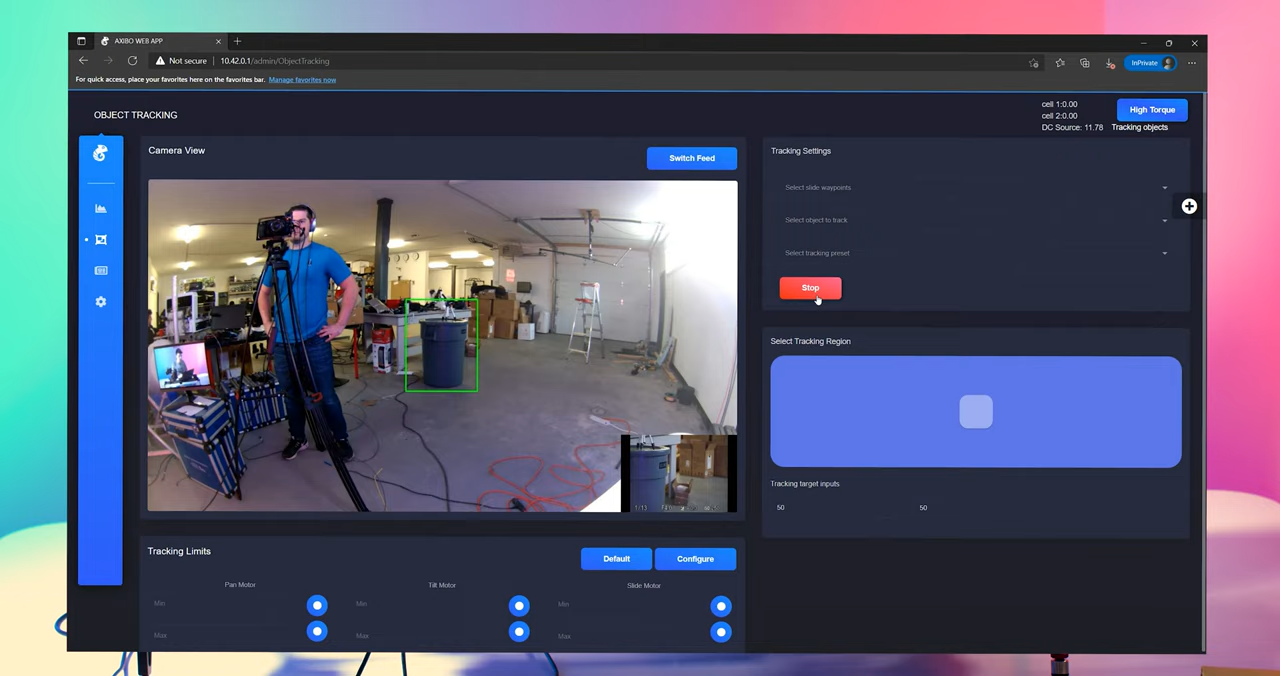 AXIBO WEB APP
Not secure
10.42.0.1/admin/ObjectTracking
InPrivate
For quick access, place your favorites here on the favorites bar. Manage favorites now
OBJECT TRACKING
cell 1:0.00
cell 2:0.00
DC Source: 11.78
High Torque
Tracking objects
Camera View
Switch Feed
Tracking Settings
Select slide waypoints
Select object to track
Select tracking preset
Stop
Select Tracking Region
Tracking target inputs
50
50
Tracking Limits
Default
Configure
Pan Motor
Tilt Motor
Slide Motor
Min
Min
Min
Max
Max
Max